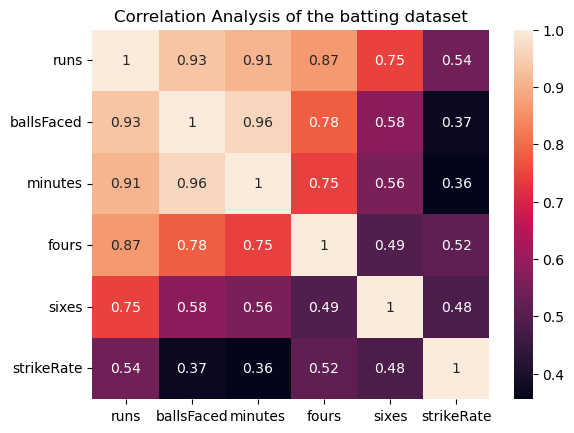 Correlation Analysis of the batting dataset
runs 1 0.93 0.91 0.87 0.75 0.54
ballsFaced 0.93 1 0.96 0.78 0.58 0.37
minutes 0.91 0.96 1 0.75 0.56 0.36
fours 0.87 0.78 0.75 1 0.49 0.52
sixes 0.75 0.58 0.56 0.49 1 0.48
strikeRate 0.54 0.37 0.36 0.52 0.48 1
runs ballsFaced minutes fours sixes strikeRate
1.0
0.9
0.8
0.7
0.6
0.5
0.4